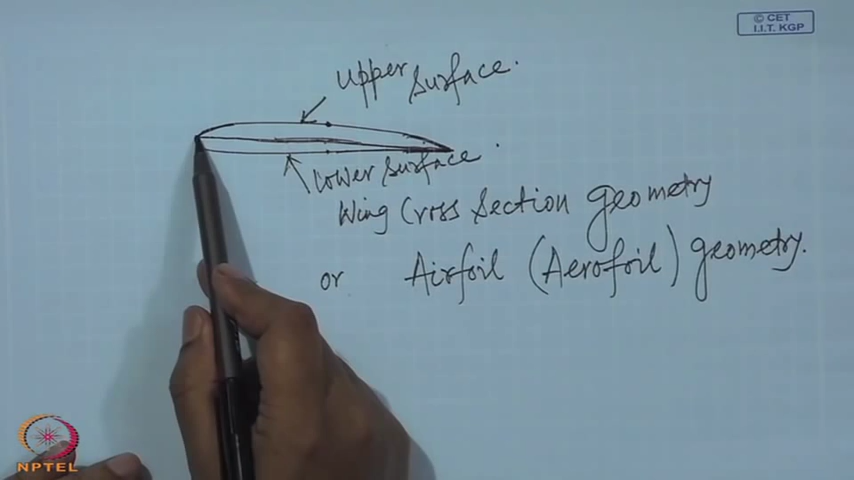 © CET
I.I.T. KGP
Upper Surface.
Lower Surface.
Wing Cross Section geometry
or Airfoil (Aerofoil) geometry.
NPTEL